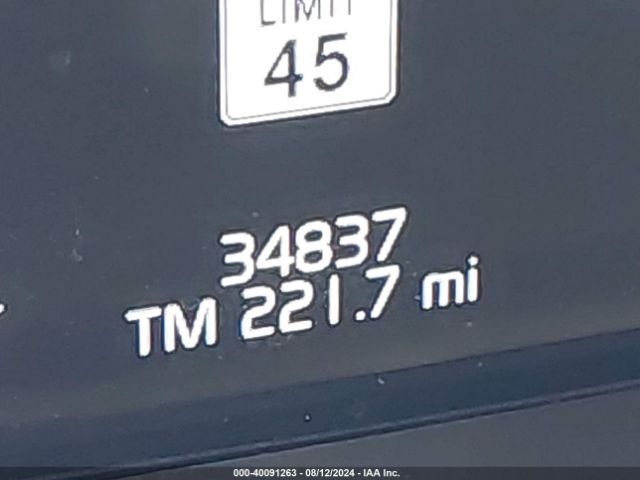 LIMIT
45
34837
TM 221.7 mi
000-40091263 - 08/12/2024 - IAA Inc.